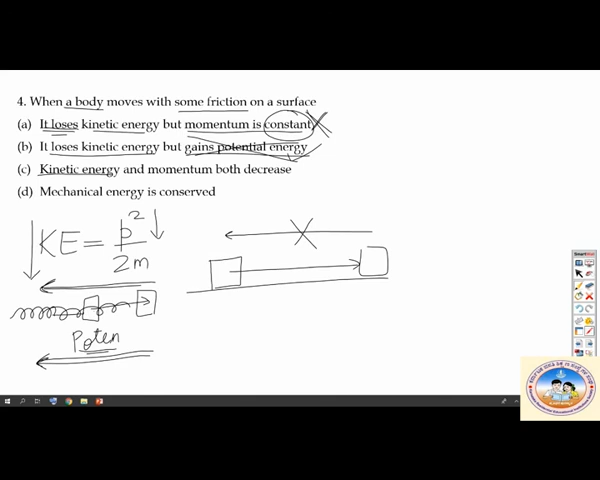 4. When a body moves with some friction on a surface
(a) It loses kinetic energy but momentum is constant
(b) It loses kinetic energy but gains potential energy
(c) Kinetic energy and momentum both decrease
(d) Mechanical energy is conserved
KE = p²
2m
Poten